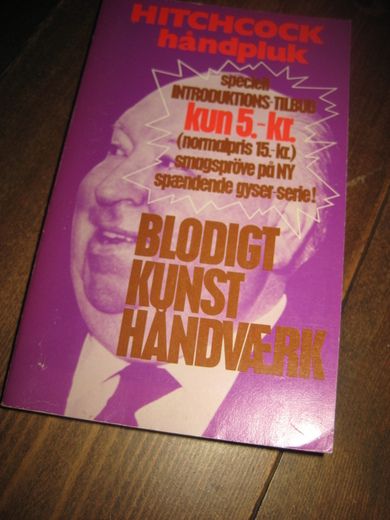 HITCHCOCK
håndpluk
speciel
INTRODUKTIONS-TILBUD
kun 5.-kr.
(normalpris 15.-kr.)
smagspröve på NY
spændende gyser-serie!
BLODIGT
KUNST
HÅNDVÆRK